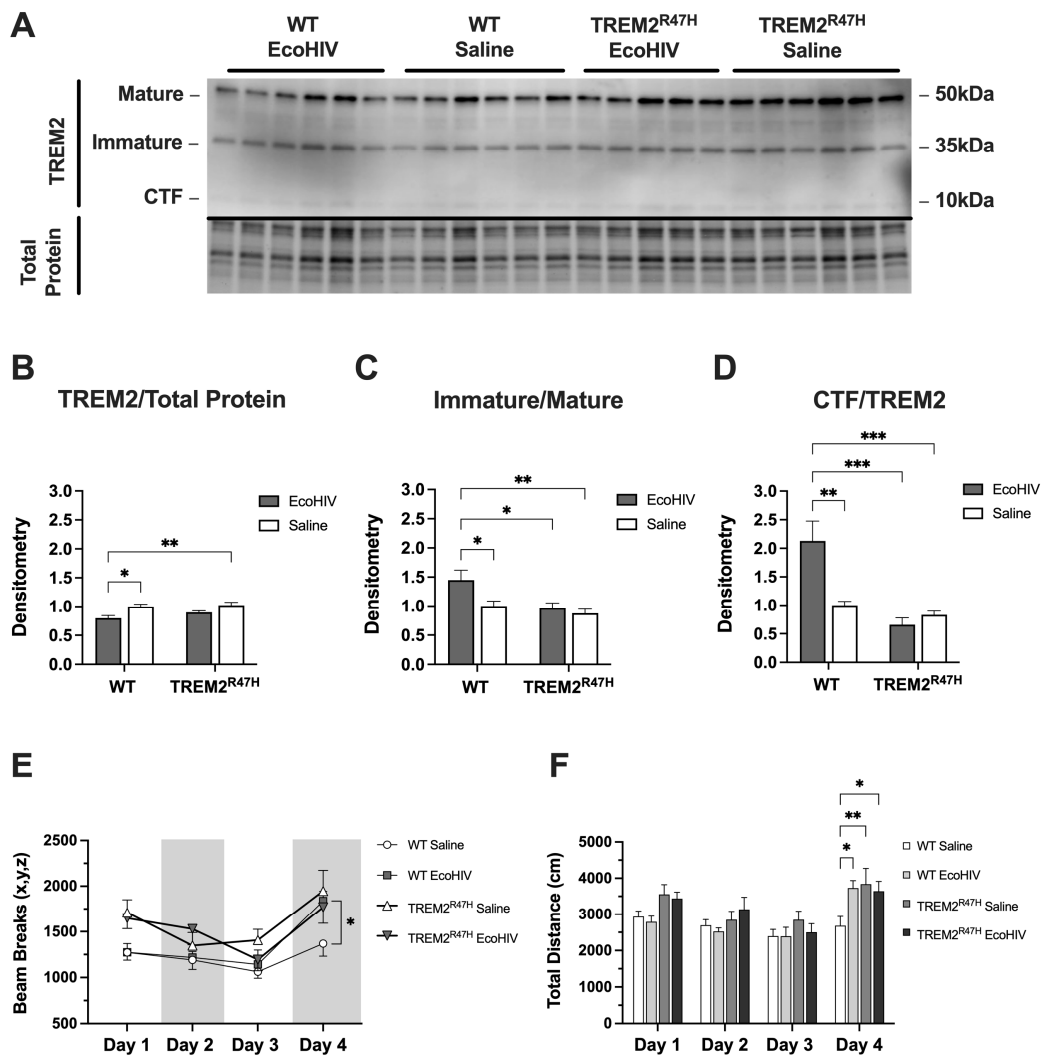 A
WT
EcoHIV
WT
Saline
TREM2R47H
EcoHIV
TREM2R47H
Saline
TREM2
Mature –
Immature –
CTF –
– 50kDa
– 35kDa
– 10kDa
Total
Protein
B
TREM2/Total Protein
Densitometry
3.0
2.5
2.0
1.5
1.0
0.5
0.0
**
*
EcoHIV
Saline
WT
TREM2R47H
C
Immature/Mature
Densitometry
3.0
2.5
2.0
1.5
1.0
0.5
0.0
**
*
*
EcoHIV
Saline
WT
TREM2R47H
D
CTF/TREM2
Densitometry
3.0
2.5
2.0
1.5
1.0
0.5
0.0
***
***
**
EcoHIV
Saline
WT
TREM2R47H
E
Beam Breaks (x,y,z)
2500
2000
1500
1000
500
*
WT Saline
WT EcoHIV
TREM2R47H Saline
TREM2R47H EcoHIV
Day 1
Day 2
Day 3
Day 4
F
Total Distance (cm)
6000
5000
4000
3000
2000
1000
0
*
**
*
WT Saline
WT EcoHIV
TREM2R47H Saline
TREM2R47H EcoHIV
Day 1
Day 2
Day 3
Day 4